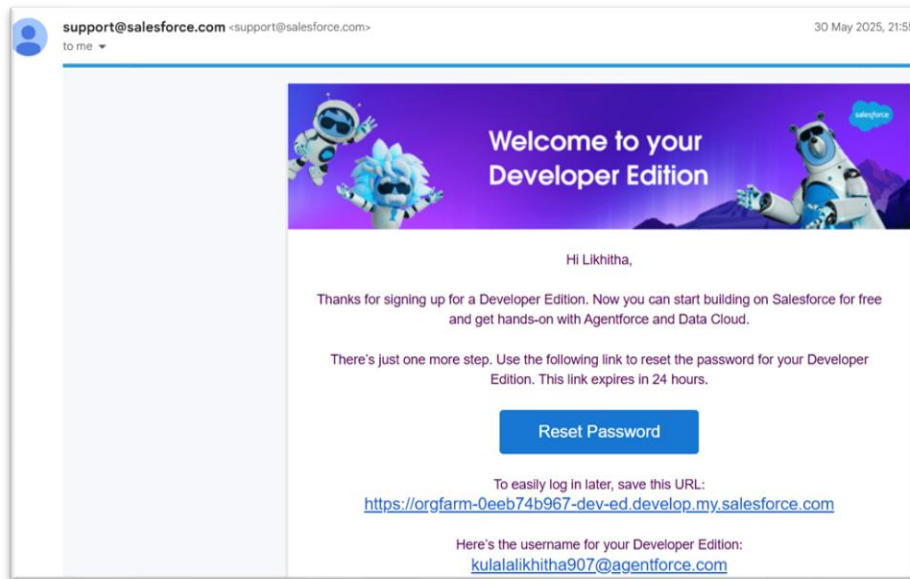 support@salesforce.com <support@salesforce.com>
30 May 2025, 21:55
to me
salesforce
Welcome to your
Developer Edition
Hi Likhitha,
Thanks for signing up for a Developer Edition. Now you can start building on Salesforce for free
and get hands-on with Agentforce and Data Cloud.
There's just one more step. Use the following link to reset the password for your Developer
Edition. This link expires in 24 hours.
Reset Password
To easily log in later, save this URL:
https://orgfarm-0eeb74b967-dev-ed.develop.my.salesforce.com
Here's the username for your Developer Edition:
kulalalikhitha907@agentforce.com